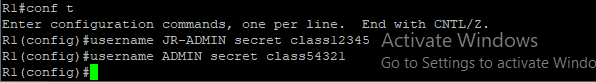 R1#conf t
Enter configuration commands, one per line.  End with CNTL/Z.
R1(config)#username JR-ADMIN secret class12345
R1(config)#username ADMIN secret class54321
R1(config)#
Activate Windows
Go to Settings to activate Windo